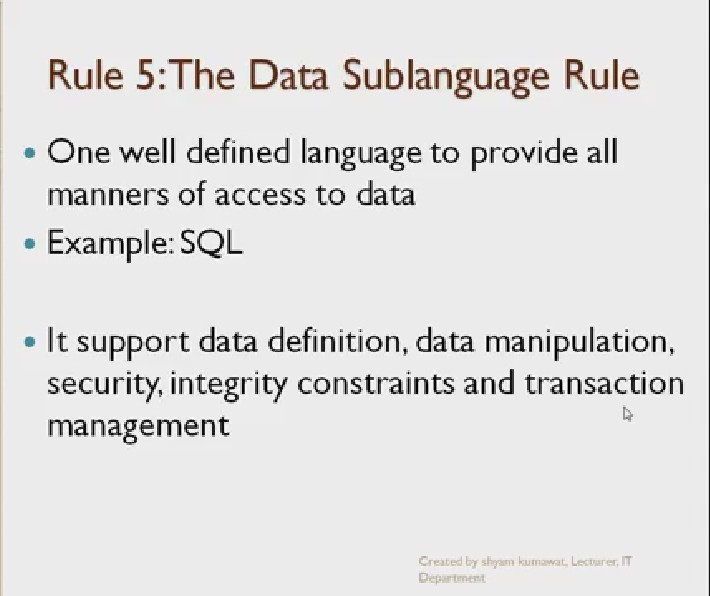 Rule 5: The Data Sublanguage Rule
One well defined language to provide all
manners of access to data
Example: SQL
It support data definition, data manipulation,
security, integrity constraints and transaction
management
Created by shyam kumawat, Lecturer, IT
Department